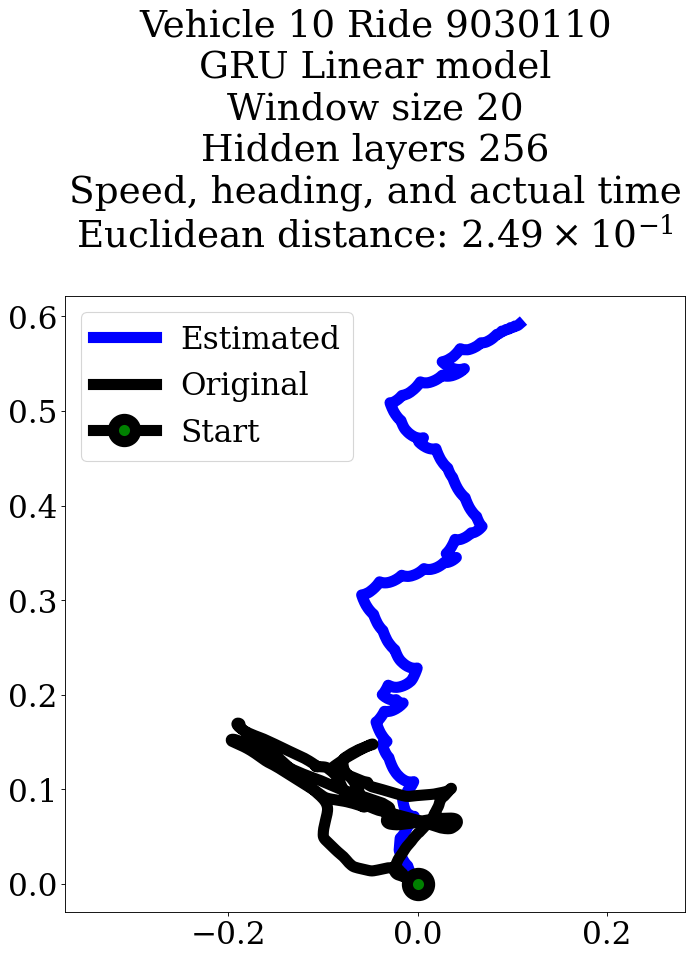 Vehicle 10 Ride 9030110
GRU Linear model
Window size 20
Hidden layers 256
Speed, heading, and actual time
Euclidean distance: 2.49 × 10⁻¹
Estimated
Original
Start
0.6
0.5
0.4
0.3
0.2
0.1
0.0
−0.2 0.0 0.2